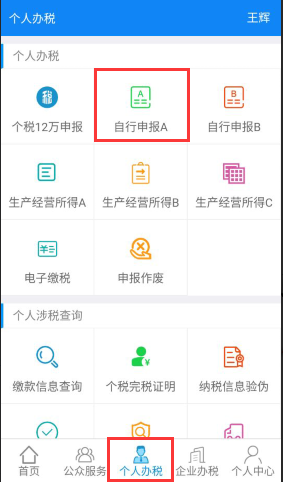 个人办税 王辉
个人办税
A B
个税12万申报 自行申报A 自行申报B
生产经营所得A 生产经营所得B 生产经营所得C
¥
电子缴税 申报作废
个人涉税查询
¥
缴款信息查询 个税完税证明 纳税信息验伪
首页 公众服务 个人办税 企业办税 个人中心